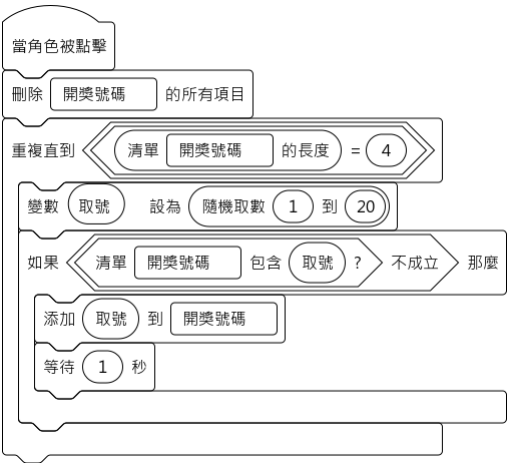 當角色被點擊
刪除 開獎號碼 的所有項目
重複直到 清單 開獎號碼 的長度 = 4
變數 取號 設為 隨機取數 1 到 20
如果 清單 開獎號碼 包含 取號 ? 不成立 那麼
添加 取號 到 開獎號碼
等待 1 秒